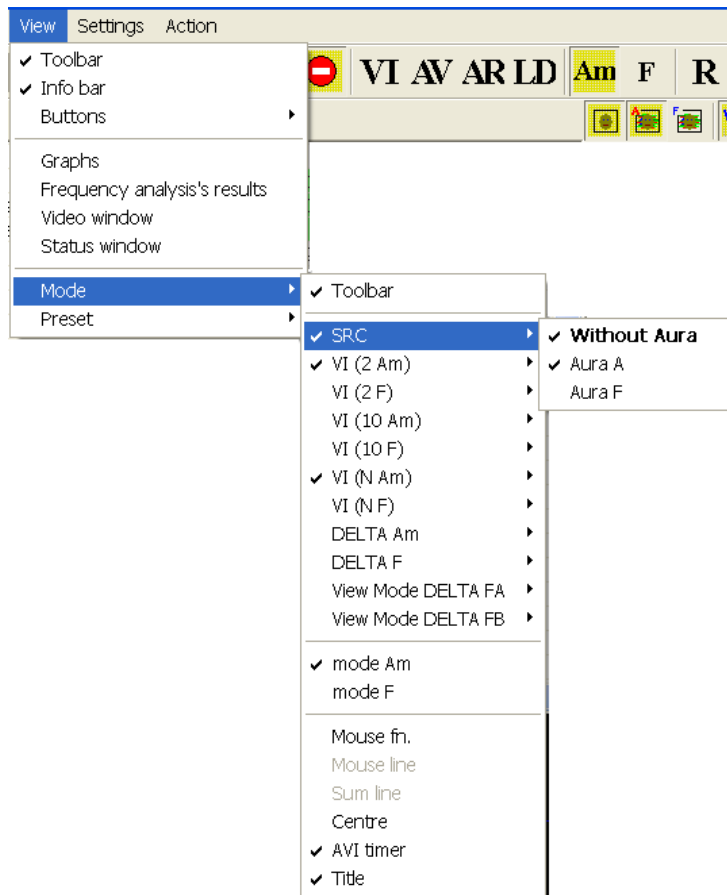 View Settings Action
Toolbar
Info bar
Buttons
VI AV AR LD Am F R
Graphs
Frequency analysis's results
Video window
Status window
Mode
Preset
Toolbar
SRC
VI (2 Am)
VI (2 F)
VI (10 Am)
VI (10 F)
VI (N Am)
VI (N F)
DELTA Am
DELTA F
View Mode DELTA FA
View Mode DELTA FB
mode Am
mode F
Mouse fn.
Mouse line
Sum line
Centre
AVI timer
Title
Without Aura
Aura A
Aura F